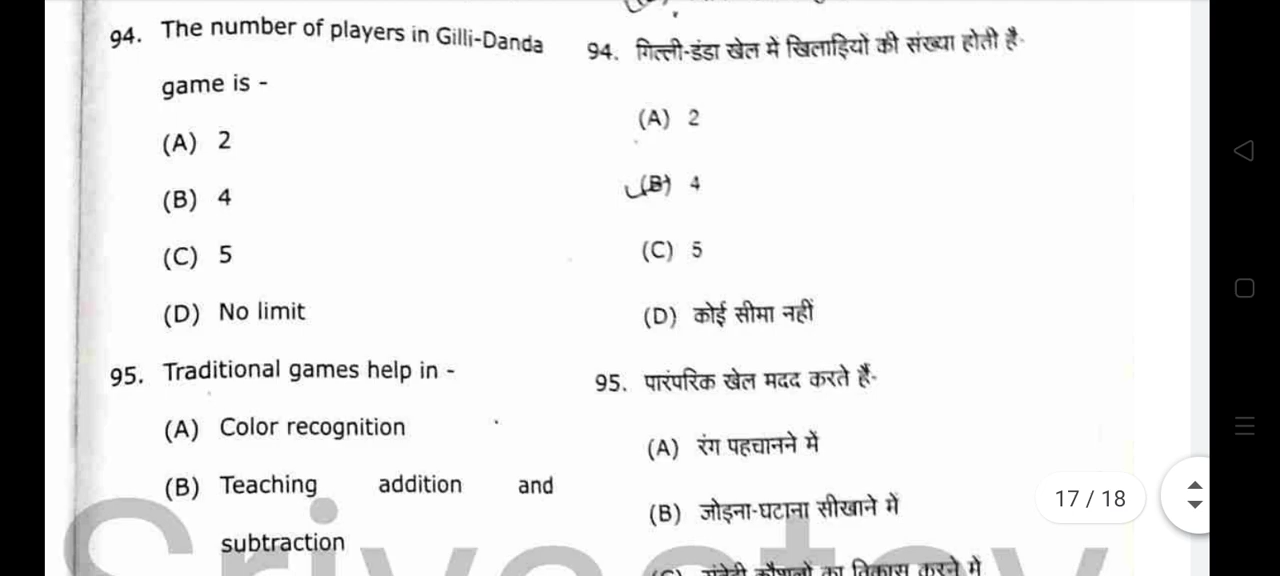 94. The number of players in Gilli-Danda
game is -
(A) 2
(B) 4
(C) 5
(D) No limit
95. Traditional games help in -
(A) Color recognition
(B) Teaching addition and
subtraction
94. गिल्ली-डंडा खेल में खिलाड़ियों की संख्या होती है-
(A) 2
(B) 4
(C) 5
(D) कोई सीमा नहीं
95. पारंपरिक खेल मदद करते हैं-
(A) रंग पहचानने में
(B) जोड़ना-घटाना सीखाने में
कौशलों का विकास करने में
17 / 18